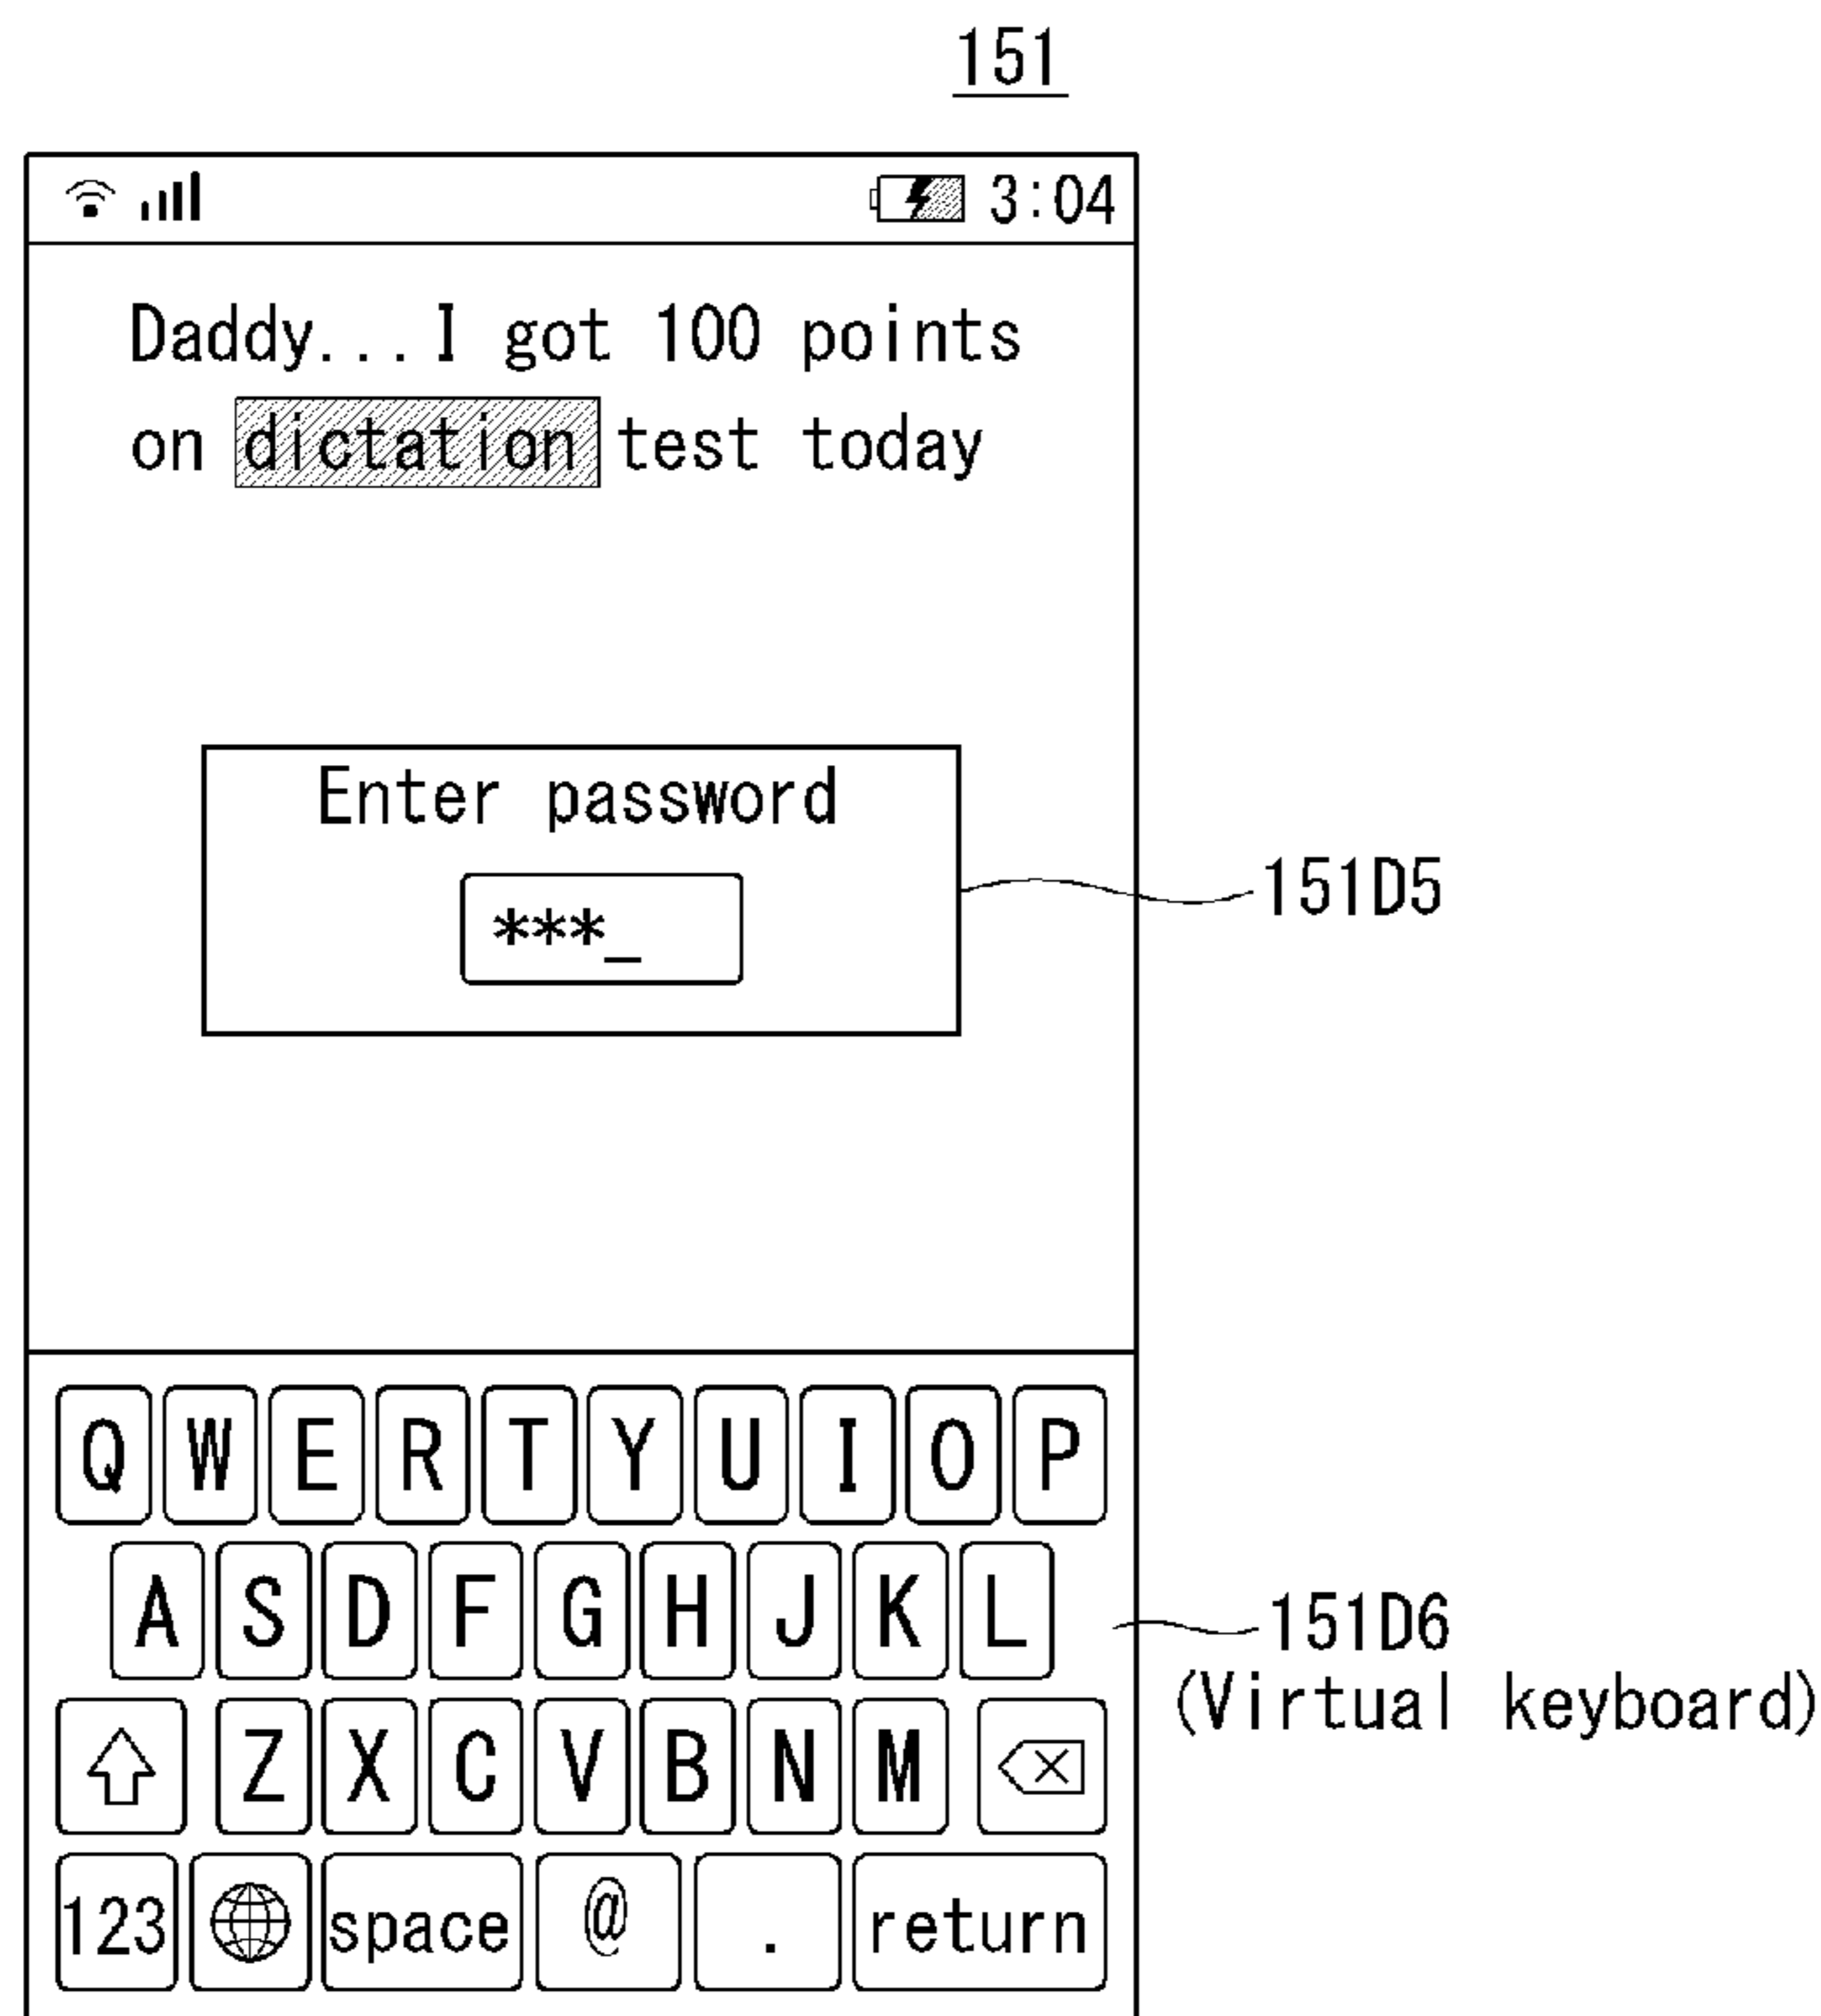 151
3:04
Daddy...I got 100 points
on dictation test today
Enter password
***_
151D5
Q W E R T Y U I O P
A S D F G H J K L
151D6
(Virtual keyboard)
Z X C V B N M
123 space @ . return